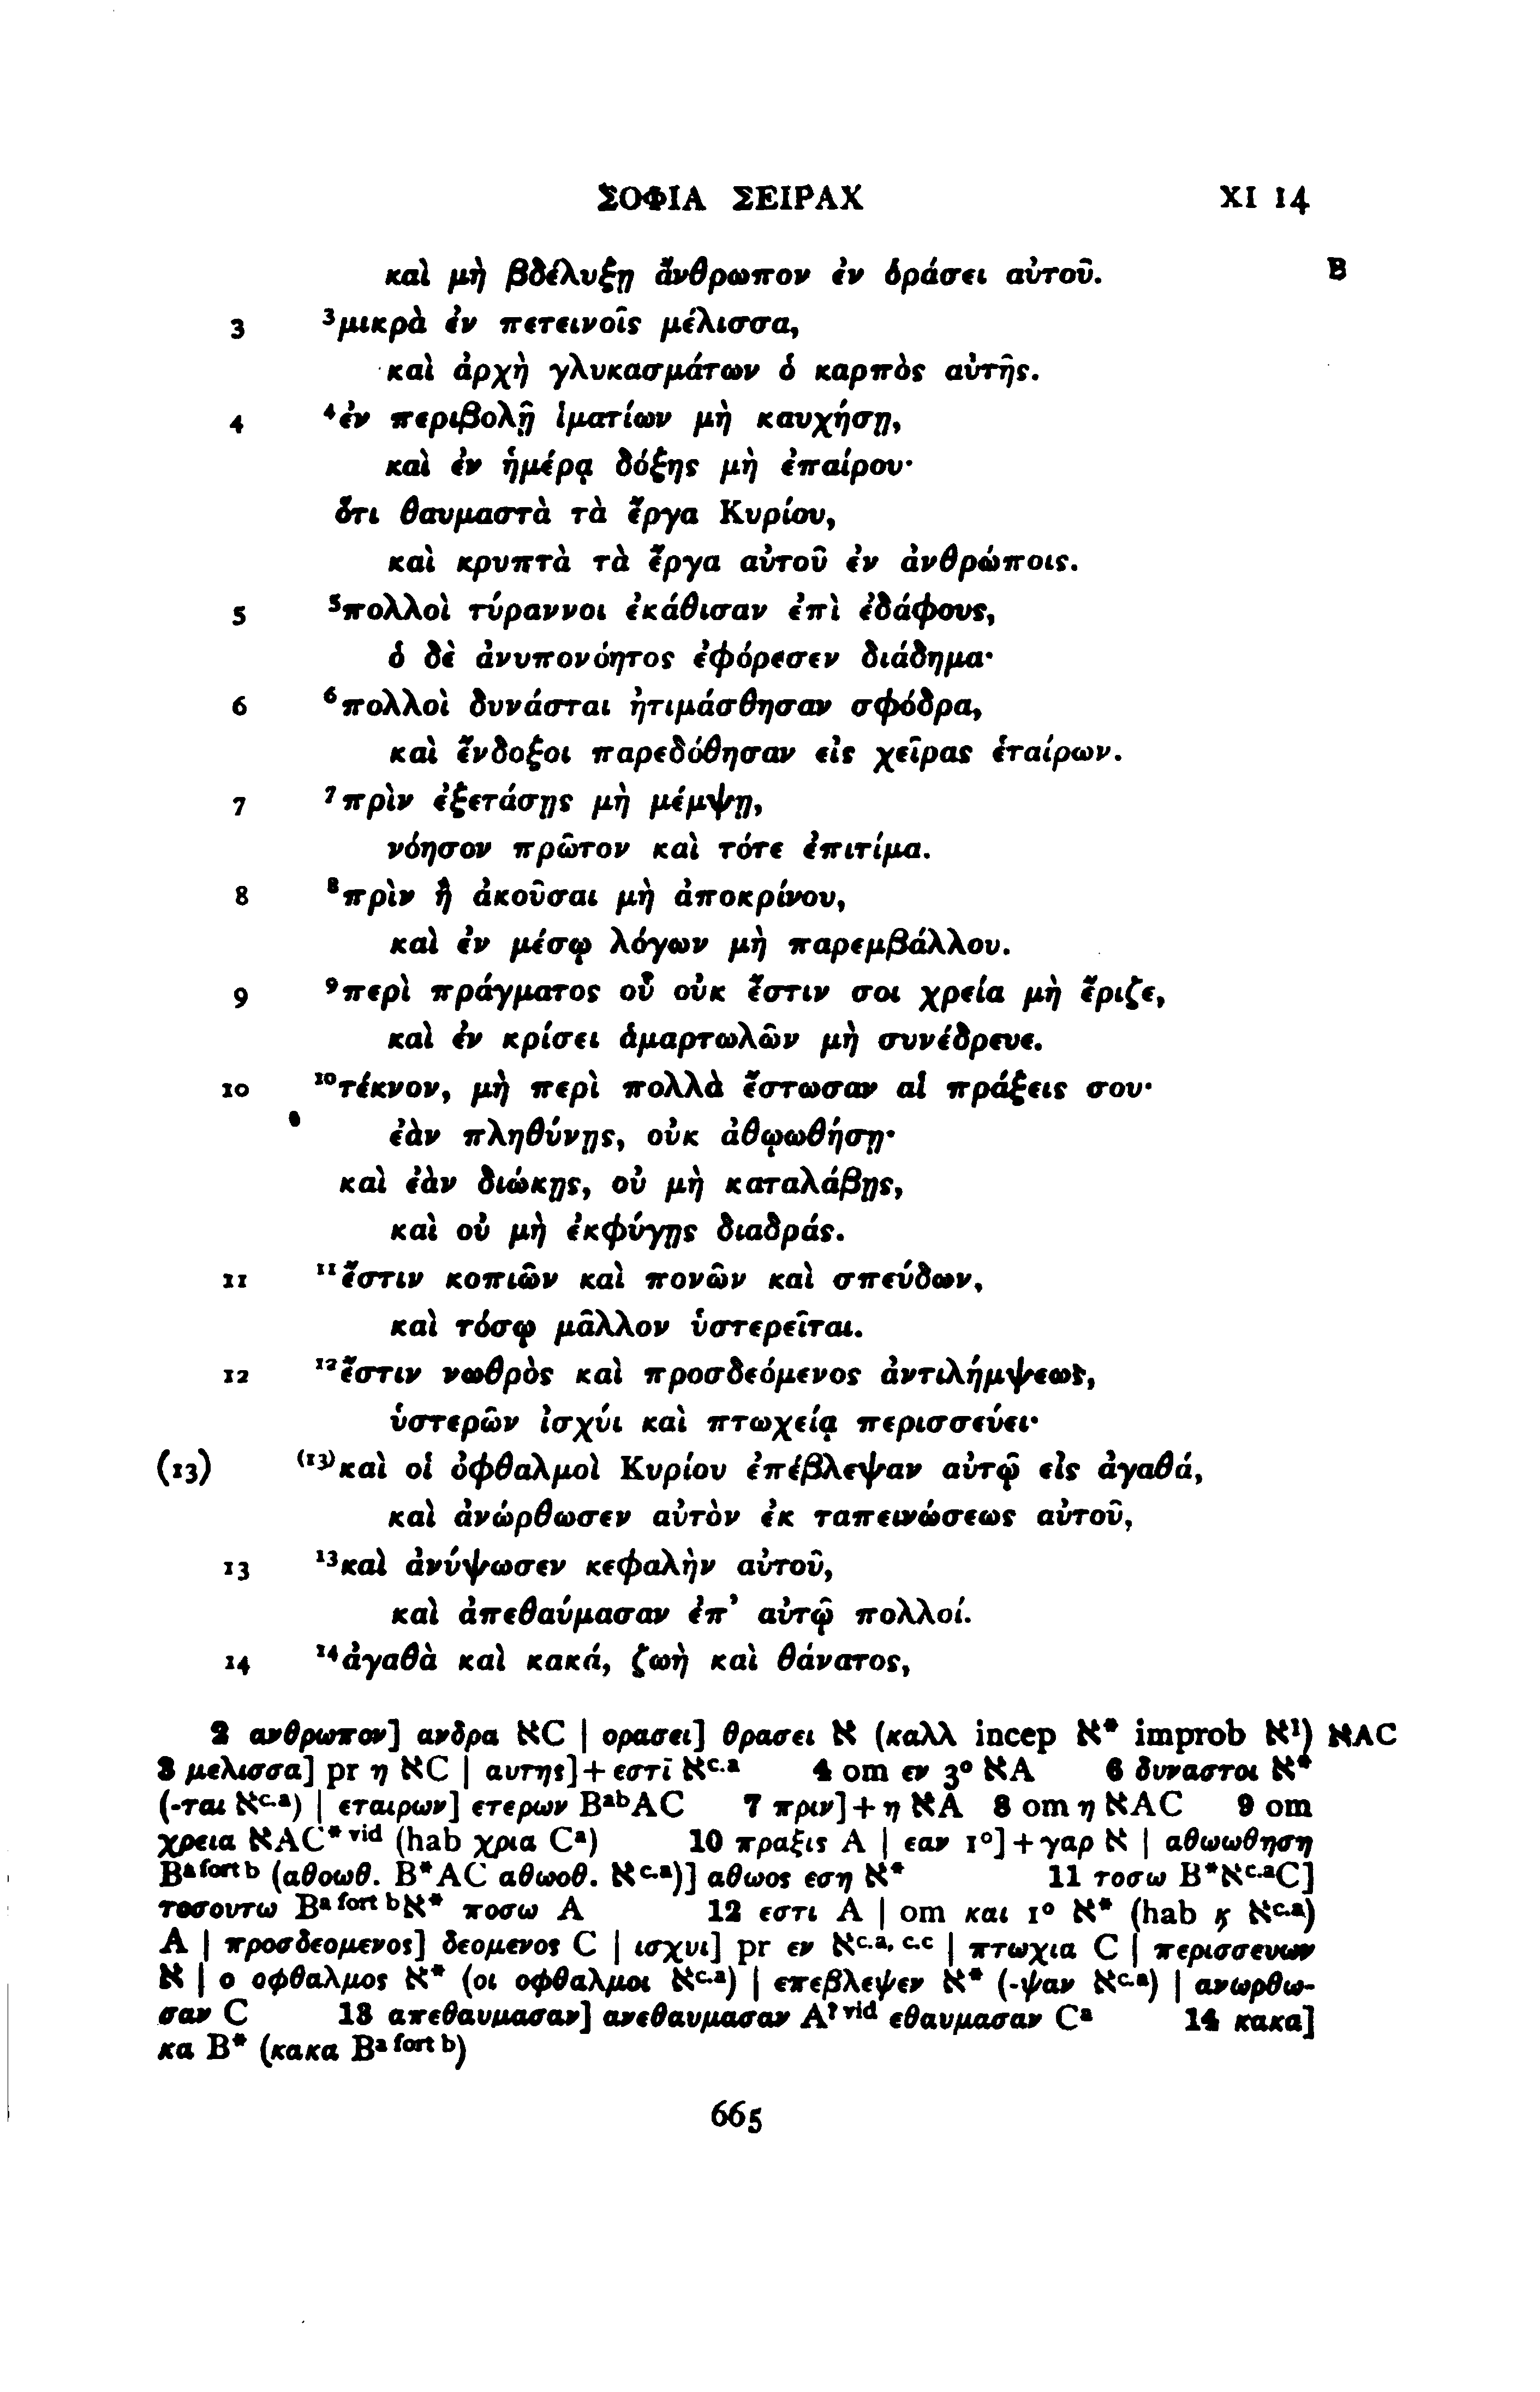 ΣΟΦΙΑ ΣΕΙΡΑΧ XI 14
καὶ μὴ βδέλυξῃ ἄνθρωπον ἐν ὁράσει αὐτοῦ. B
3 ³μικρὰ ἐν πετεινοῖς μέλισσα,
καὶ ἀρχὴ γλυκασμάτων ὁ καρπὸς αὐτῆς.
4 ⁴ἐν περιβολῇ ἱματίων μὴ καυχήσῃ,
καὶ ἐν ἡμέρᾳ δόξης μὴ ἐπαίρου·
ὅτι θαυμαστὰ τὰ ἔργα Κυρίου,
καὶ κρυπτὰ τὰ ἔργα αὐτοῦ ἐν ἀνθρώποις.
5 ⁵πολλοὶ τύραννοι ἐκάθισαν ἐπὶ ἐδάφους,
ὁ δὲ ἀνυπονόητος ἐφόρεσεν διάδημα·
6 ⁶πολλοὶ δυνάσται ἠτιμάσθησαν σφόδρα,
καὶ ἔνδοξοι παρεδόθησαν εἰς χεῖρας ἑταίρων.
7 ⁷πρὶν ἐξετάσῃς μὴ μέμψῃ,
νόησον πρῶτον καὶ τότε ἐπιτίμα.
8 ⁸πρὶν ἢ ἀκοῦσαι μὴ ἀποκρίνου,
καὶ ἐν μέσῳ λόγων μὴ παρεμβάλλου.
9 ⁹περὶ πράγματος οὗ οὐκ ἔστιν σοι χρεία μὴ ἔριζε,
καὶ ἐν κρίσει ἁμαρτωλῶν μὴ συνέδρευε.
10 ¹⁰τέκνον, μὴ περὶ πολλὰ ἔστωσαν αἱ πράξεις σου·
ἐὰν πληθύνῃς, οὐκ ἀθῳωθήσῃ·
καὶ ἐὰν διώκῃς, οὐ μὴ καταλάβῃς,
καὶ οὐ μὴ ἐκφύγῃς διαδράς.
11 ¹¹ἔστιν κοπιῶν καὶ πονῶν καὶ σπεύδων,
καὶ τόσῳ μᾶλλον ὑστερεῖται.
12 ¹²ἔστιν νωθρὸς καὶ προσδεόμενος ἀντιλήμψεως,
ὑστερῶν ἰσχύι καὶ πτωχείᾳ περισσεύει·
(13) ⁽¹³⁾καὶ οἱ ὀφθαλμοὶ Κυρίου ἐπέβλεψαν αὐτῷ εἰς ἀγαθά,
καὶ ἀνώρθωσεν αὐτὸν ἐκ ταπεινώσεως αὐτοῦ,
13 ¹³καὶ ἀνύψωσεν κεφαλὴν αὐτοῦ,
καὶ ἀπεθαύμασαν ἐπ᾽ αὐτῷ πολλοί.
14 ¹⁴ἀγαθὰ καὶ κακά, ζωὴ καὶ θάνατος,
2 ανθρωπον] ανδρα אC | ορασει] θρασει א (καλλ incep א* improb א¹) אAC
3 μελισσα] pr η אC | αυτης]+εστῑ א^c.a 4 om εν 3° אA 6 δυναστοι א*
(-ται א^c.a) | εταιρων] ετερων B^ab AC 7 πριν]+η אA 8 om η אAC 9 om
χρεια אAC*^vid (hab χρια C^a) 10 πραξις A | εαν 1°]+γαρ א | αθωωθηση
B^a fort b (αθοωθ. B*AC αθωοθ. א^c.a)] αθωος εση א* 11 τοσω B*א^c.a C]
τοσουτω B^a fort b א* ποσω A 12 εστι A | om και 1° א* (hab ϗ א^c.a)
A | προσδεομενος] δεομενος C | ισχυι] pr εν א^c.a, c.c | πτωχια C | περισσευων
א | ο οφθαλμος א* (οι οφθαλμοι א^c.a) | επεβλεψεν א* (-ψαν א^c.a) | ανωρθω-
σαν C 13 απεθαυμασαν] ανεθαυμασαν A^? vid εθαυμασαν C^a 14 κακα]
κα B* (κακα B^a fort b)
665